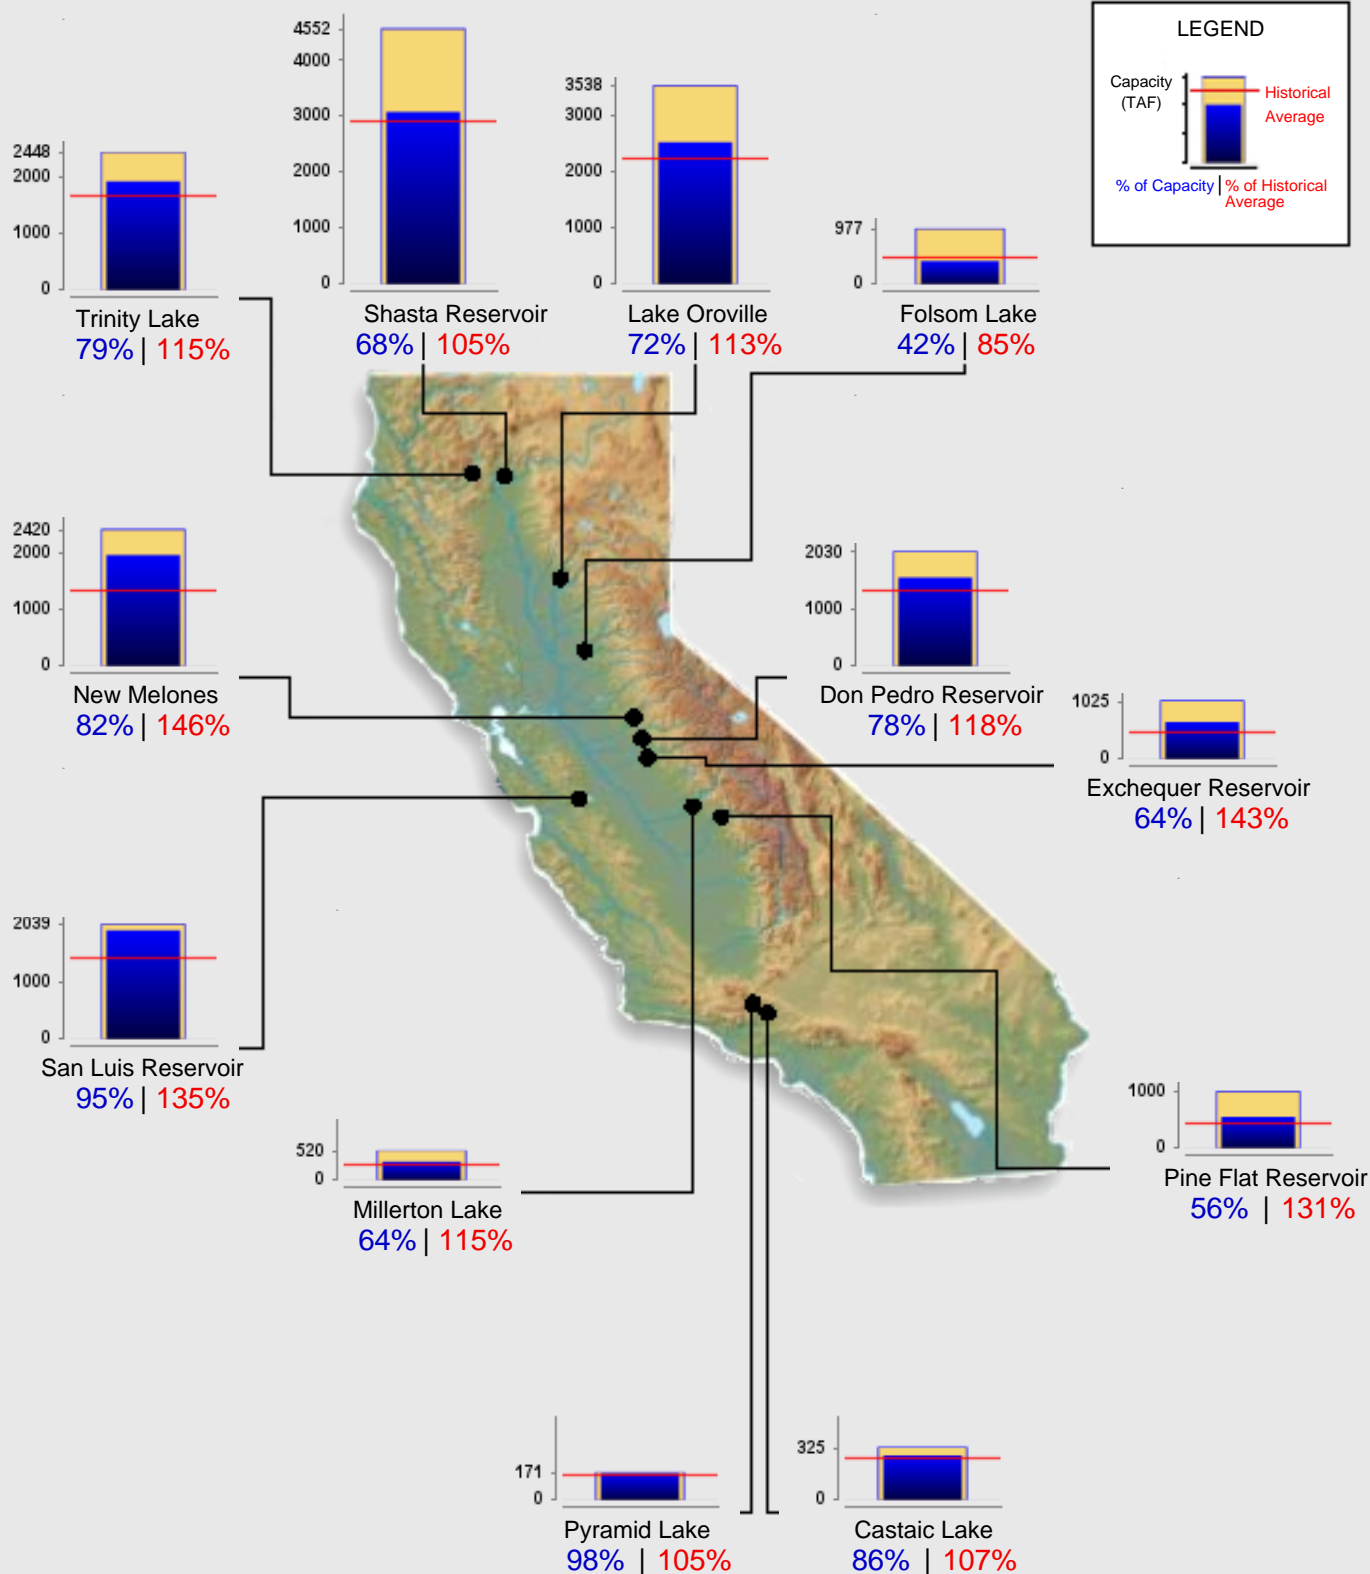 LEGEND
Capacity
(TAF)
Historical
Average
% of Capacity | % of Historical
Average
4552
4000
3000
2000
1000
0
Shasta Reservoir
68% | 105%
3538
3000
2000
1000
0
Lake Oroville
72% | 113%
2448
2000
1000
0
Trinity Lake
79% | 115%
977
0
Folsom Lake
42% | 85%
2420
2000
1000
0
New Melones
82% | 146%
2030
1000
0
Don Pedro Reservoir
78% | 118%
1025
0
Exchequer Reservoir
64% | 143%
2039
1000
0
San Luis Reservoir
95% | 135%
520
0
Millerton Lake
64% | 115%
1000
0
Pine Flat Reservoir
56% | 131%
171
0
Pyramid Lake
98% | 105%
325
0
Castaic Lake
86% | 107%